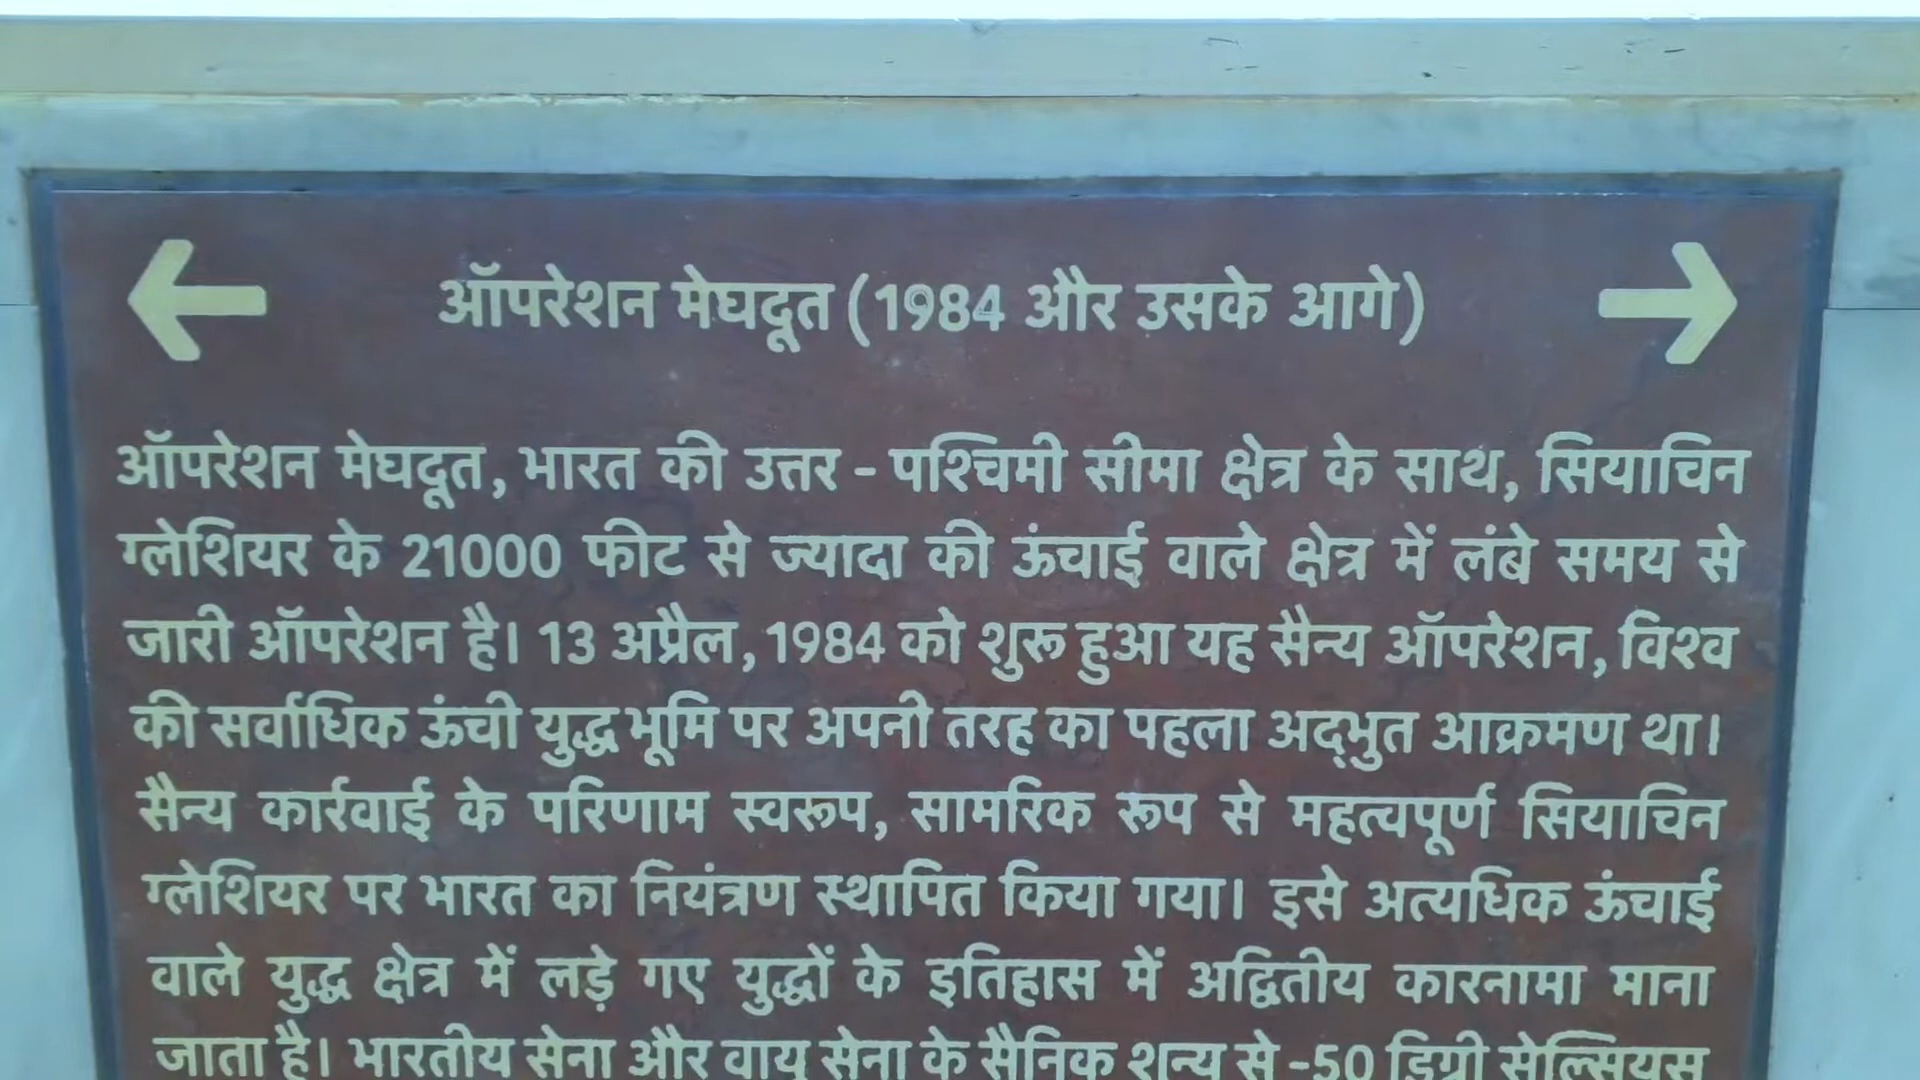 ऑपरेशन मेघदूत (1984 और उसके आगे)
ऑपरेशन मेघदूत, भारत की उत्तर - पश्चिमी सीमा क्षेत्र के साथ, सियाचिन
ग्लेशियर के 21000 फीट से ज्यादा की ऊंचाई वाले क्षेत्र में लंबे समय से
जारी ऑपरेशन है। 13 अप्रैल, 1984 को शुरू हुआ यह सैन्य ऑपरेशन, विश्व
की सर्वाधिक ऊंची युद्ध भूमि पर अपनी तरह का पहला अद्भुत आक्रमण था।
सैन्य कार्रवाई के परिणाम स्वरूप, सामरिक रूप से महत्वपूर्ण सियाचिन
ग्लेशियर पर भारत का नियंत्रण स्थापित किया गया। इसे अत्यधिक ऊंचाई
वाले युद्ध क्षेत्र में लड़े गए युद्धों के इतिहास में अद्वितीय कारनामा माना
जाता है। भारतीय सेना और वायु सेना के सैनिक शून्य से -50 डिग्री सेल्सियस